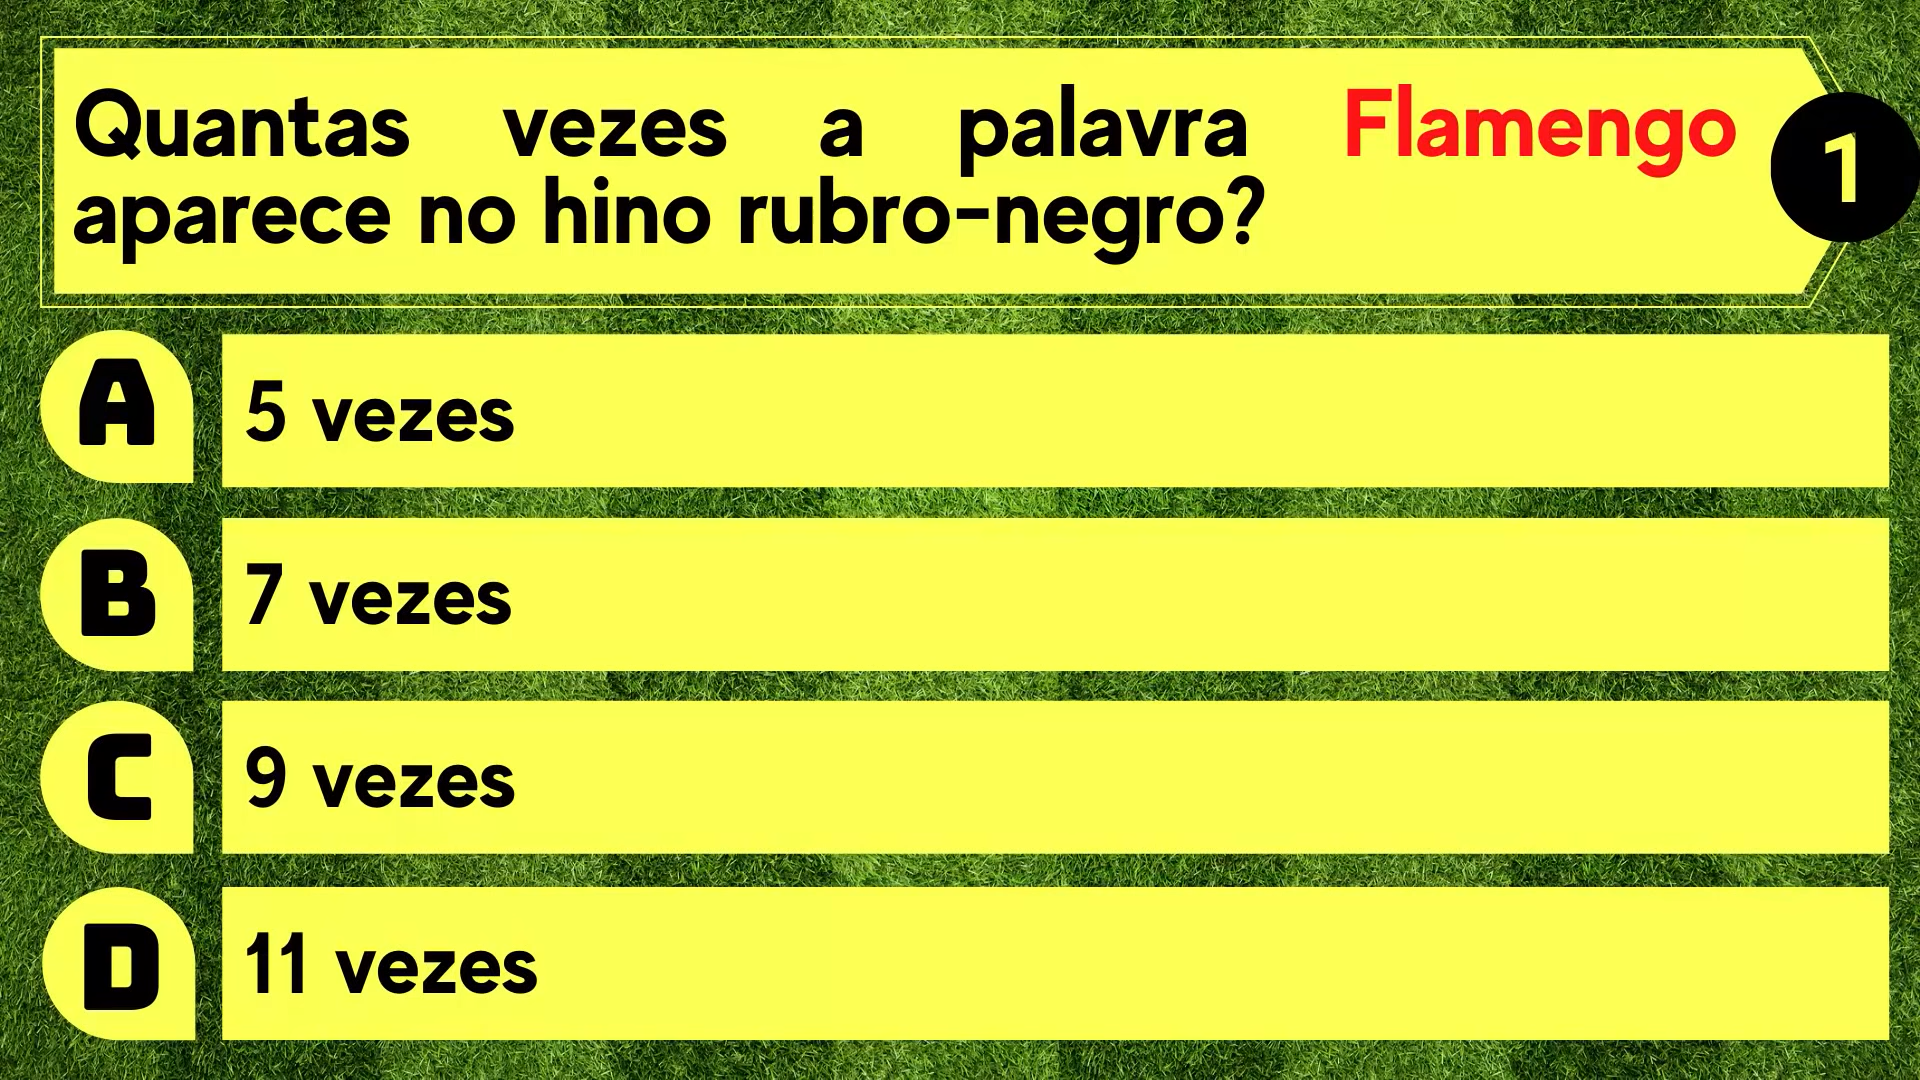 Quantas vezes a palavra Flamengo
aparece no hino rubro-negro?
1
A
5 vezes
B
7 vezes
C
9 vezes
D
11 vezes